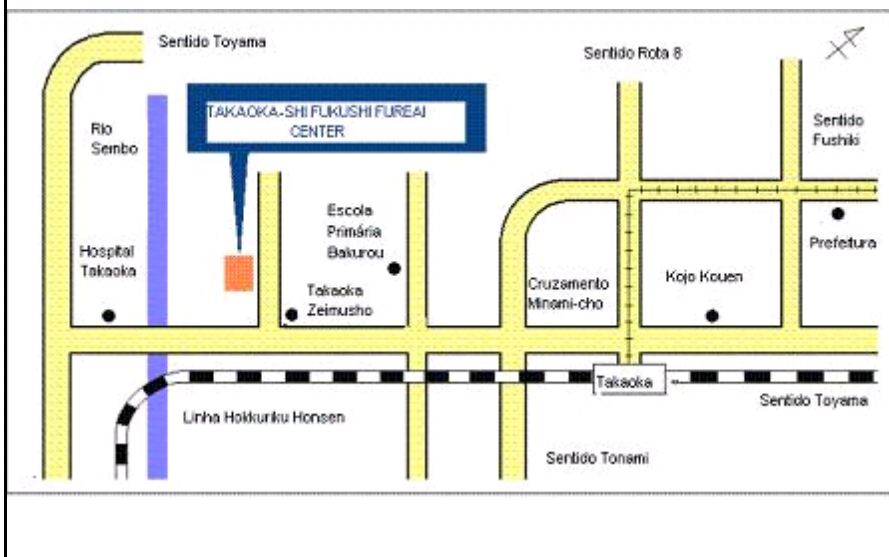 Sentido Toyama
Sentido Rota 8
TAKAOKA-SHI FUKUSHI FUREAI
CENTER
Rio
Sembo
Sentido
Fushiki
Escola
Primária
Bakurou
Prefeitura
Hospital
Takaoka
Takaoka
Zeimusho
Cruzamento
Minami-cho
Kojo Kouen
Takaoka
Sentido Toyama
Linha Hokkuriku Honsen
Sentido Tonami